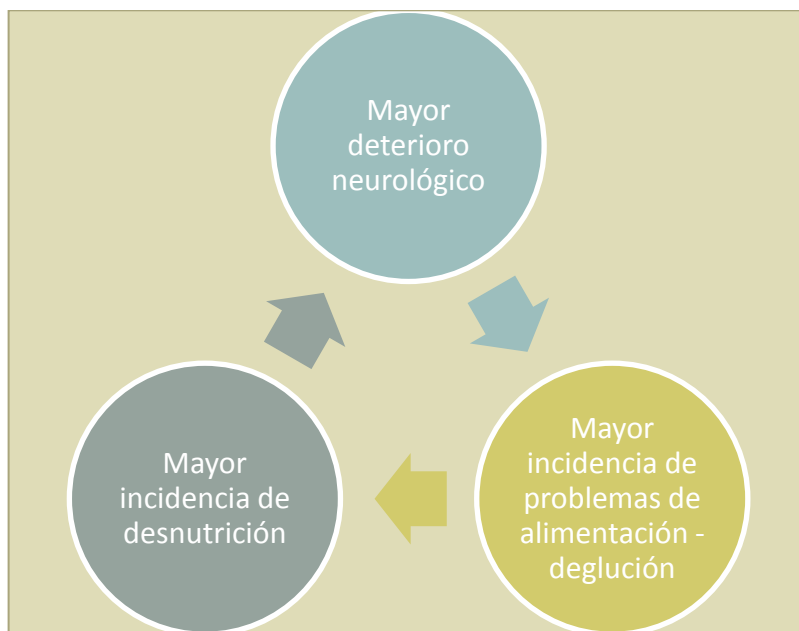 Mayor
deterioro
neurológico
Mayor
incidencia de
problemas de
alimentación -
deglución
Mayor
incidencia de
desnutrición